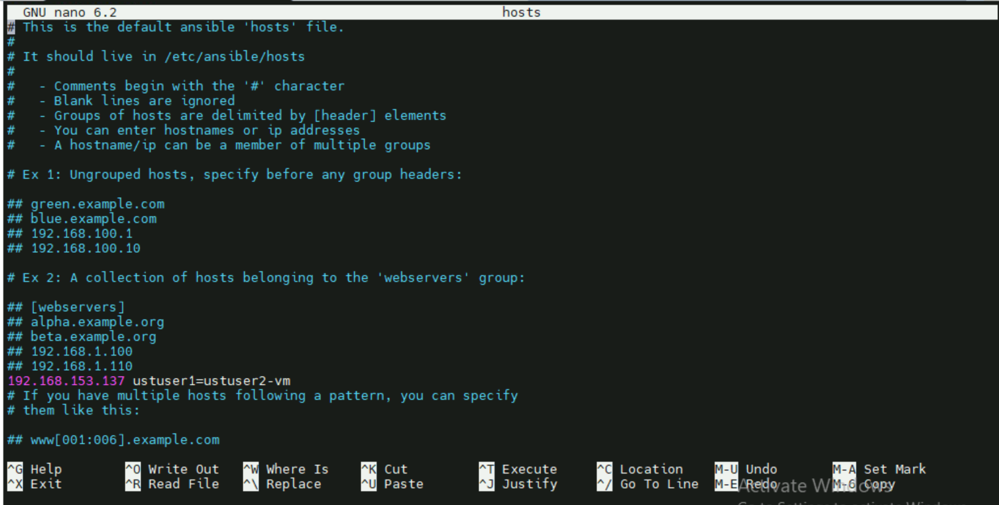 GNU nano 6.2 hosts
# This is the default ansible 'hosts' file.
#
# It should live in /etc/ansible/hosts
#
#   - Comments begin with the '#' character
#   - Blank lines are ignored
#   - Groups of hosts are delimited by [header] elements
#   - You can enter hostnames or ip addresses
#   - A hostname/ip can be a member of multiple groups
# Ex 1: Ungrouped hosts, specify before any group headers:
## green.example.com
## blue.example.com
## 192.168.100.1
## 192.168.100.10
# Ex 2: A collection of hosts belonging to the 'webservers' group:
## [webservers]
## alpha.example.org
## beta.example.org
## 192.168.1.100
## 192.168.1.110
192.168.153.137 ustuser1=ustuser2-vm
# If you have multiple hosts following a pattern, you can specify
# them like this:
## www[001:006].example.com
^G Help ^O Write Out ^W Where Is ^K Cut ^T Execute ^C Location M-U Undo M-A Set Mark
^X Exit ^R Read File ^\ Replace ^U Paste ^J Justify ^/ Go To Line M-E Redo M-6 Copy
Activate Windows